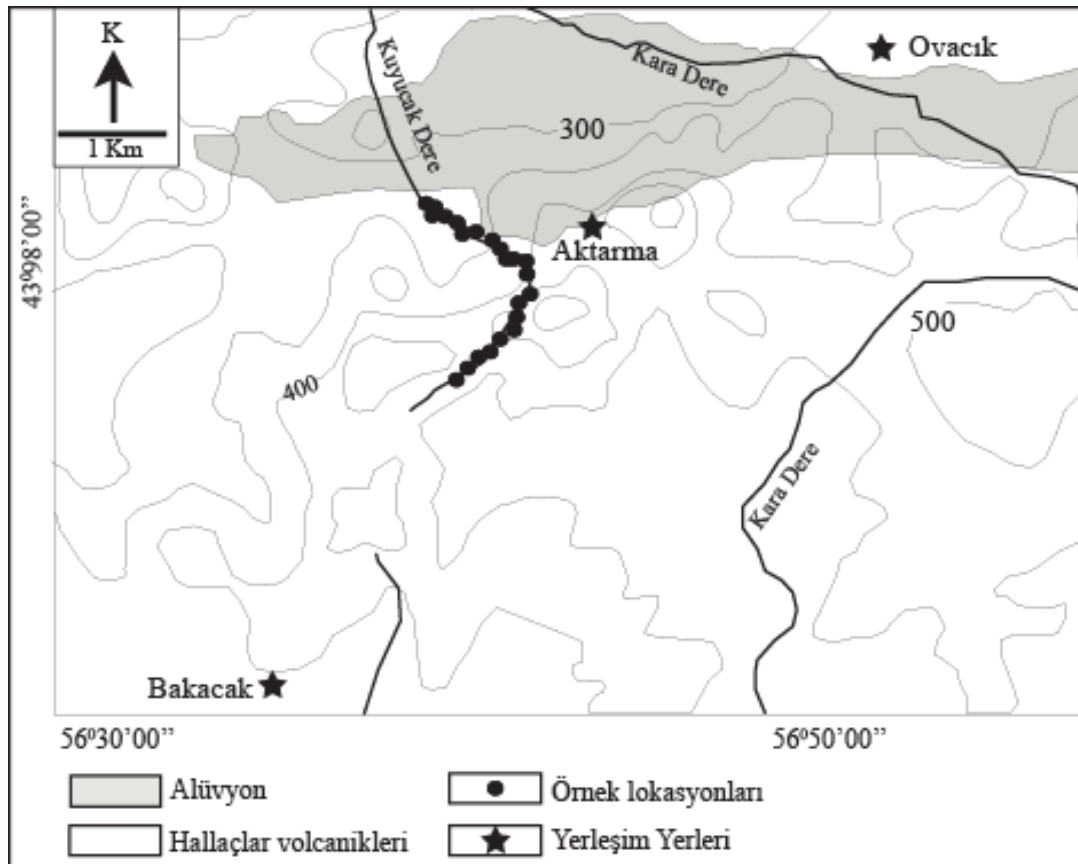 K
1 Km
Kuyucak Dere
Kara Dere
Ovacık
300
Aktarma
43º98’00”
500
400
Kara Dere
Bakacak
56º30’00”
56º50’00”
Alüvyon
Örnek lokasyonları
Hallaçlar volcanikleri
Yerleşim Yerleri